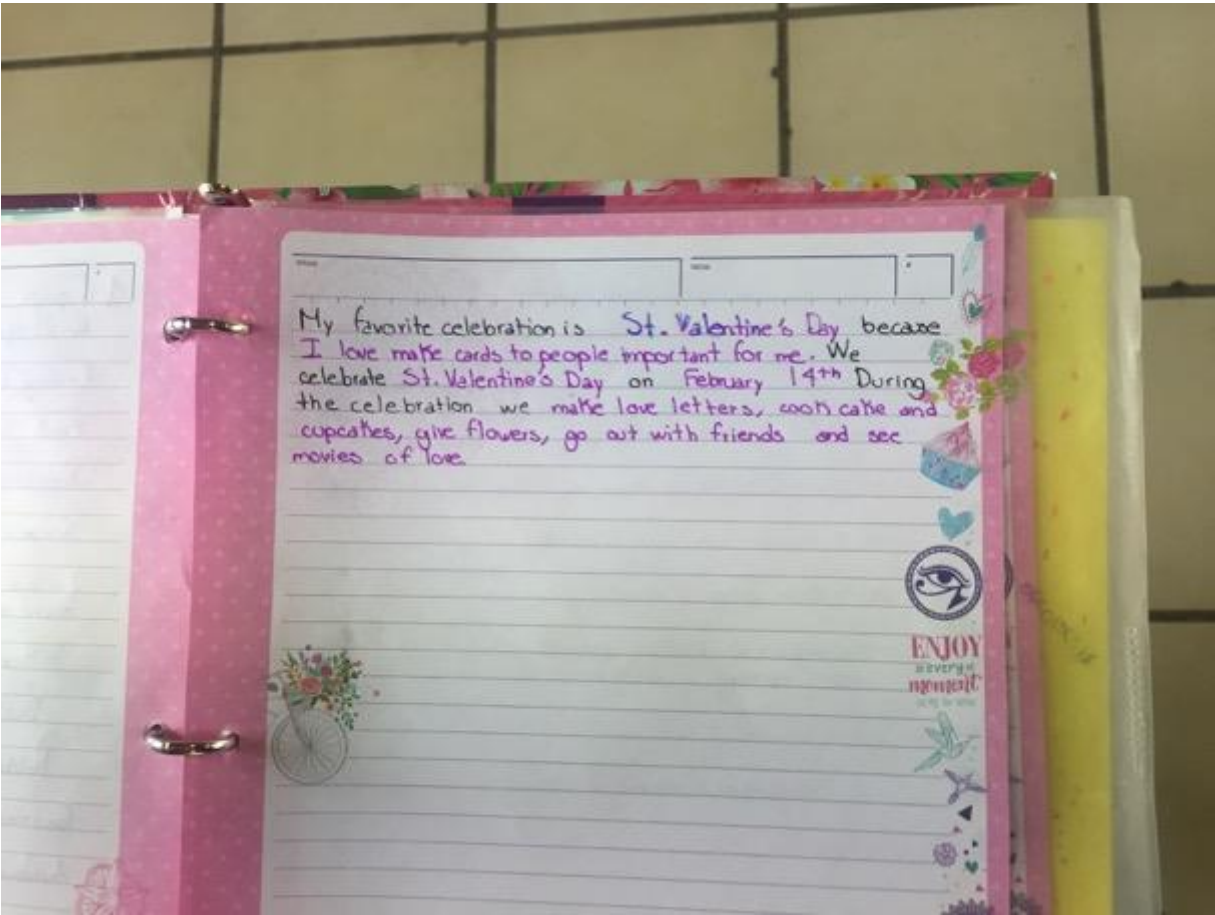 My favorite celebration is St. Valentine's Day becaose
I love make cards to people important for me. We
celebrate St. Valentine's Day on February 14th During
the celebration we make love letters, cook cake and
cupcakes, give flowers, go out with friends and see
movies of love
ENJOY
every
moment